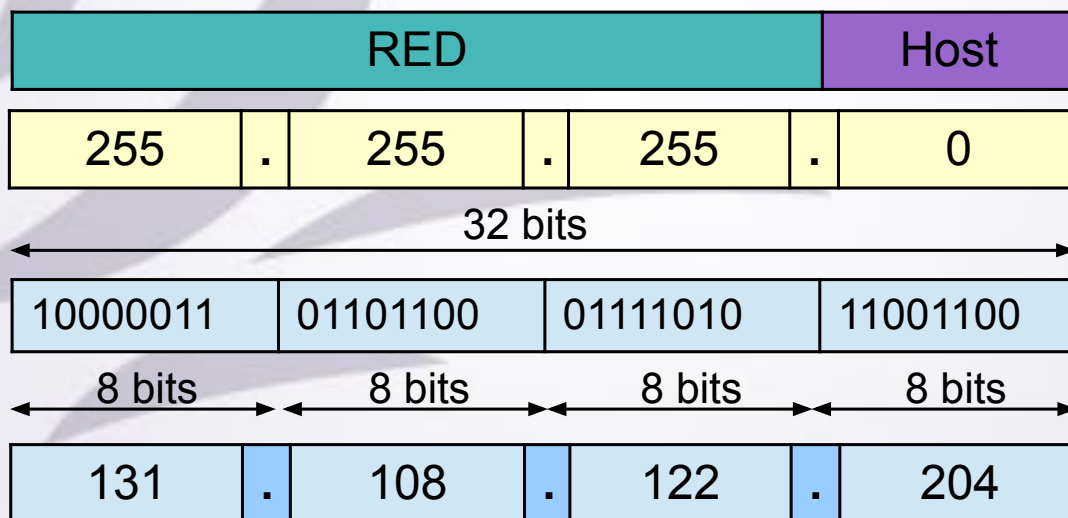 RED Host
255 . 255 . 255 . 0
32 bits
10000011 01101100 01111010 11001100
8 bits 8 bits 8 bits 8 bits
131 . 108 . 122 . 204